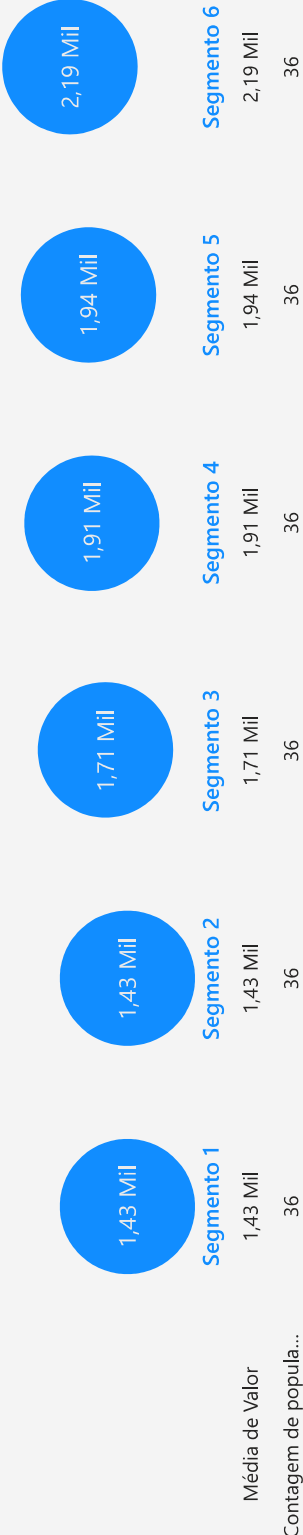 1,43 Mil
1,43 Mil
1,71 Mil
1,91 Mil
1,94 Mil
2,19 Mil
Segmento 1 Segmento 2 Segmento 3 Segmento 4 Segmento 5 Segmento 6
Média de Valor 1,43 Mil 1,43 Mil 1,71 Mil 1,91 Mil 1,94 Mil 2,19 Mil
Contagem de popula... 36 36 36 36 36 36